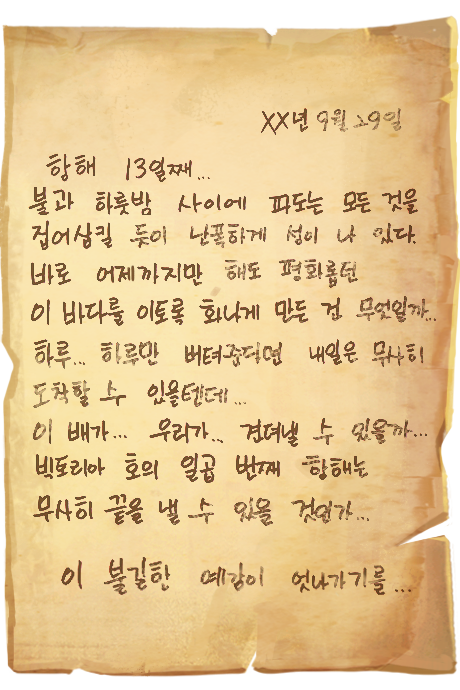 XX년 9월 29일
항해 13일째...
불과 하룻밤 사이에 파도는 모든 것을
집어삼킬 듯이 난폭하게 성이 나 있다.
바로 어제까지만 해도 평화롭던
이 바다를 이토록 화나게 만든 건 무엇일까...
하루... 하루만 버텨준다면 내일은 무사히
도착할 수 있을텐데...
이 배가... 우리가.. 견뎌낼 수 있을까...
빅토리아 호의 일곱 번째 항해는
무사히 끝을 낼 수 있을 것인가...
이 불길한 예감이 엇나가기를...